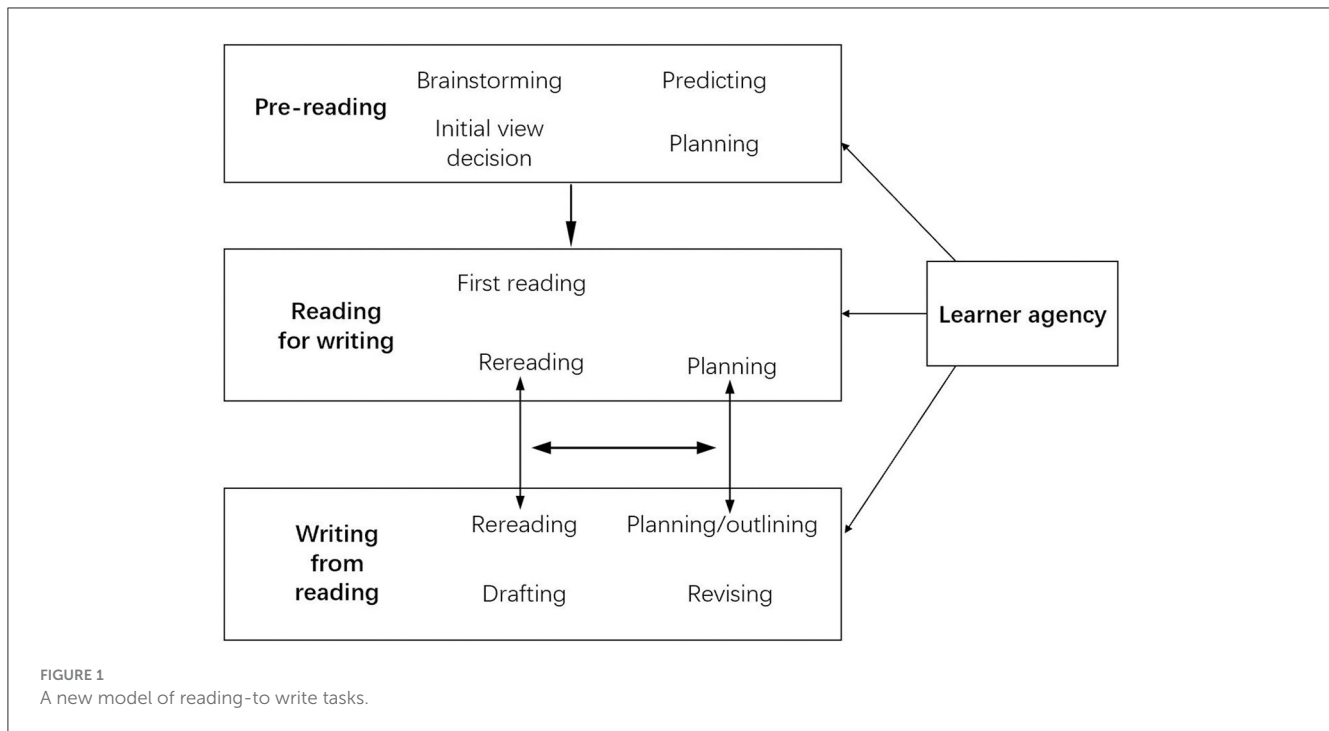 Pre-reading
Brainstorming
Predicting
Initial view
decision
Planning
Reading
for writing
First reading
Rereading
Planning
Learner agency
Writing
from
reading
Rereading
Planning/outlining
Drafting
Revising
FIGURE 1
A new model of reading-to write tasks.